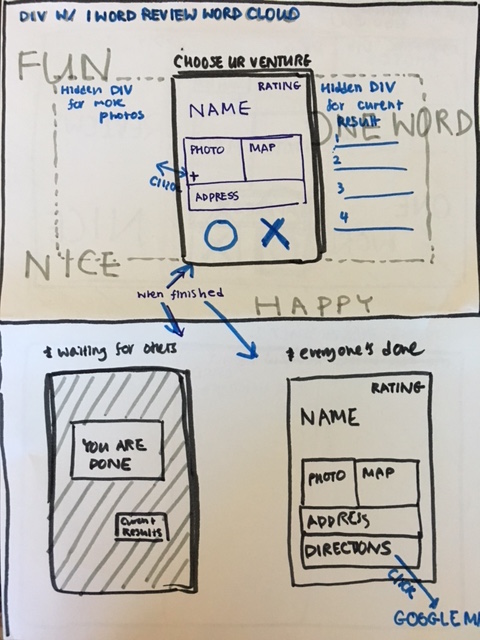 DIV W/ 1 WORD REVIEW WORD CLOUD
FUN
CHOOSE UR VENTURE
Hidden DIV
for more
photos
RATING
NAME
PHOTO
+
MAP
ADDRESS
O X
click
Hidden DIV
for current
Result
ONE WORD
1
2
3
4
NICE
HAPPY
when finished
* waiting for others
YOU ARE
DONE
Current
Results
* everyone's done
RATING
NAME
PHOTO
MAP
ADDRESS
DIRECTIONS
CLICK
GOOGLE MA